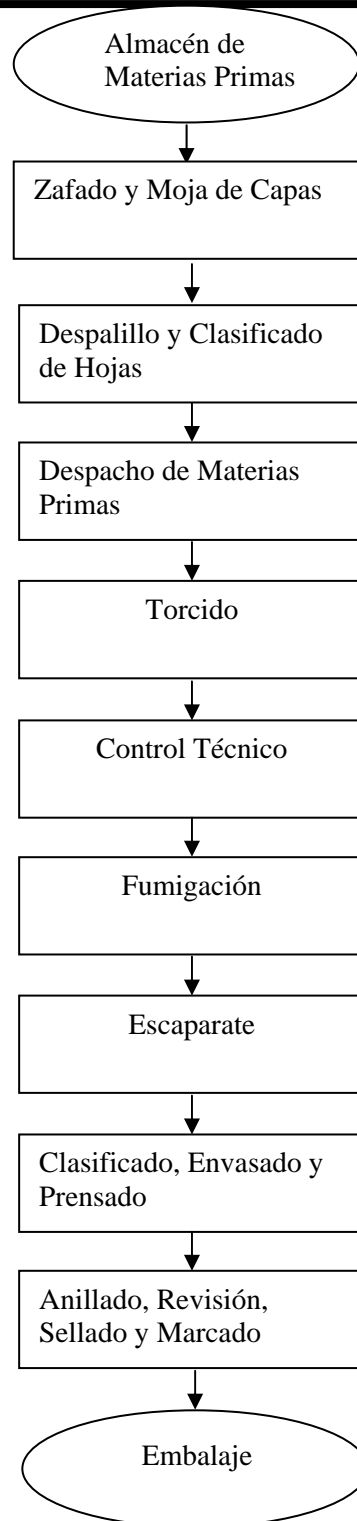 Almacén de
Materias Primas
Zafado y Moja de Capas
Despalillo y Clasificado
de Hojas
Despacho de Materias
Primas
Torcido
Control Técnico
Fumigación
Escaparate
Clasificado, Envasado y
Prensado
Anillado, Revisión,
Sellado y Marcado
Embalaje